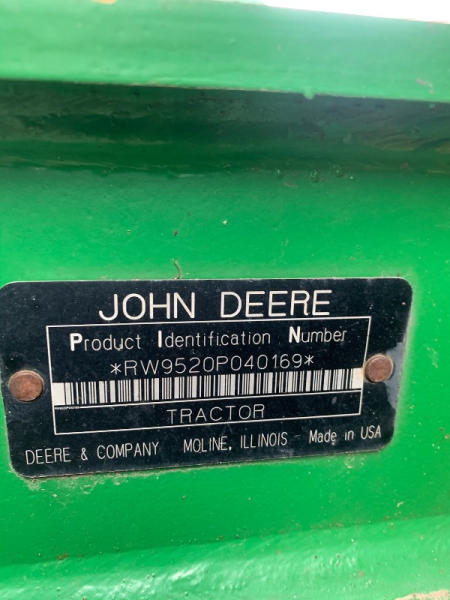 JOHN DEERE
Product Identification Number
*RW9520P040169*
TRACTOR
DEERE & COMPANY MOLINE, ILLINOIS Made in USA